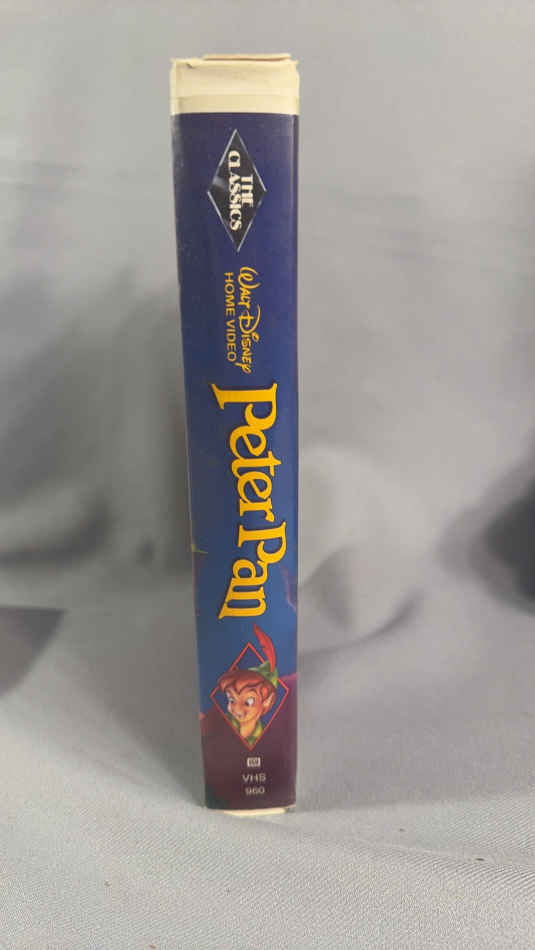 THE
CLASSICS
WALT DISNEY
HOME VIDEO
Peter Pan
VHS
960